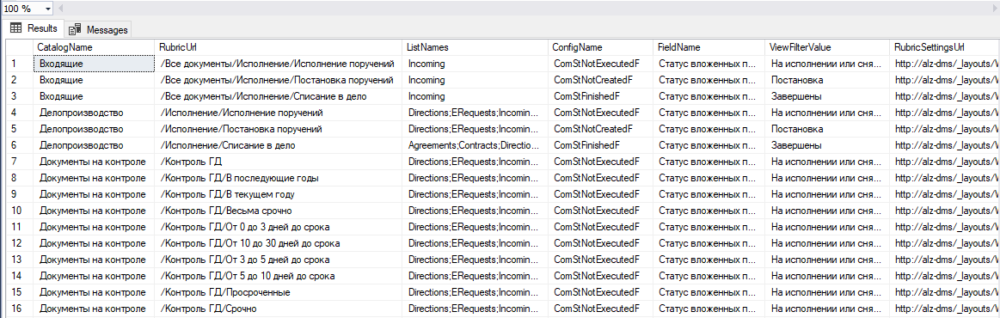 100 %
Results Messages
CatalogName RubricUrl ListNames ConfigName FieldName ViewFilterValue RubricSettingsUrl
1 Входящие /Все документы/Исполнение/Исполнение поручений Incoming ComStNotExecutedF Статус вложенных п... На исполнении или сня... http://alz-dms/_layouts/
2 Входящие /Все документы/Исполнение/Постановка поручений Incoming ComStNotCreatedF Статус вложенных п... Постановка http://alz-dms/_layouts/
3 Входящие /Все документы/Исполнение/Списание в дело Incoming ComStFinishedF Статус вложенных п... Завершены http://alz-dms/_layouts/
4 Делопроизводство /Исполнение/Исполнение поручений Directions;ERequests;Incomin... ComStNotExecutedF Статус вложенных п... На исполнении или сня... http://alz-dms/_layouts/
5 Делопроизводство /Исполнение/Постановка поручений Directions;ERequests;Incomin... ComStNotCreatedF Статус вложенных п... Постановка http://alz-dms/_layouts/
6 Делопроизводство /Исполнение/Списание в дело Agreements;Contracts;Directio... ComStFinishedF Статус вложенных п... Завершены http://alz-dms/_layouts/
7 Документы на контроле /Контроль ГД Directions;ERequests;Incomin... ComStNotExecutedF Статус вложенных п... На исполнении или сня... http://alz-dms/_layouts/
8 Документы на контроле /Контроль ГД/В последующие годы Directions;ERequests;Incomin... ComStNotExecutedF Статус вложенных п... На исполнении или сня... http://alz-dms/_layouts/
9 Документы на контроле /Контроль ГД/В текущем году Directions;ERequests;Incomin... ComStNotExecutedF Статус вложенных п... На исполнении или сня... http://alz-dms/_layouts/
10 Документы на контроле /Контроль ГД/Весьма срочно Directions;ERequests;Incomin... ComStNotExecutedF Статус вложенных п... На исполнении или сня... http://alz-dms/_layouts/
11 Документы на контроле /Контроль ГД/От 0 до 3 дней до срока Directions;ERequests;Incomin... ComStNotExecutedF Статус вложенных п... На исполнении или сня... http://alz-dms/_layouts/
12 Документы на контроле /Контроль ГД/От 10 до 30 дней до срока Directions;ERequests;Incomin... ComStNotExecutedF Статус вложенных п... На исполнении или сня... http://alz-dms/_layouts/
13 Документы на контроле /Контроль ГД/От 3 до 5 дней до срока Directions;ERequests;Incomin... ComStNotExecutedF Статус вложенных п... На исполнении или сня... http://alz-dms/_layouts/
14 Документы на контроле /Контроль ГД/От 5 до 10 дней до срока Directions;ERequests;Incomin... ComStNotExecutedF Статус вложенных п... На исполнении или сня... http://alz-dms/_layouts/
15 Документы на контроле /Контроль ГД/Просроченные Directions;ERequests;Incomin... ComStNotExecutedF Статус вложенных п... На исполнении или сня... http://alz-dms/_layouts/
16 Документы на контроле /Контроль ГД/Срочно Directions;ERequests;Incomin... ComStNotExecutedF Статус вложенных п... На исполнении или сня... http://alz-dms/_layouts/